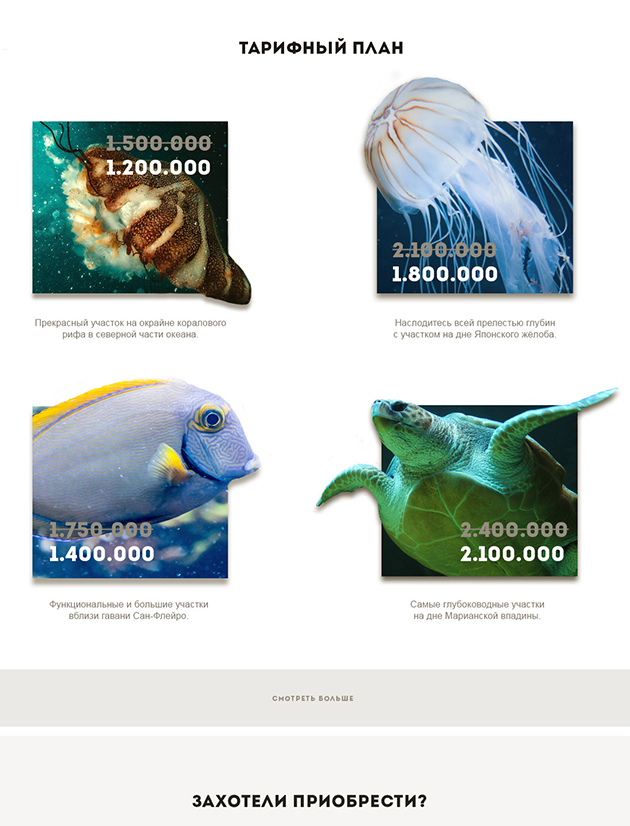 ТАРИФНЫЙ ПЛАН
1.500.000
1.200.000
2.100.000
1.800.000
Прекрасный участок на окрайне коралового
рифа в северной части океана.
Насладитесь всей прелестью глубин
с участком на дне Японского жёлоба.
1.750.000
1.400.000
2.400.000
2.100.000
Функциональные и большие участки
вблизи гавани Сан-Флейро.
Самые глубоководные участки
на дне Марианской впадины.
СМОТРЕТЬ БОЛЬШЕ
ЗАХОТЕЛИ ПРИОБРЕСТИ?